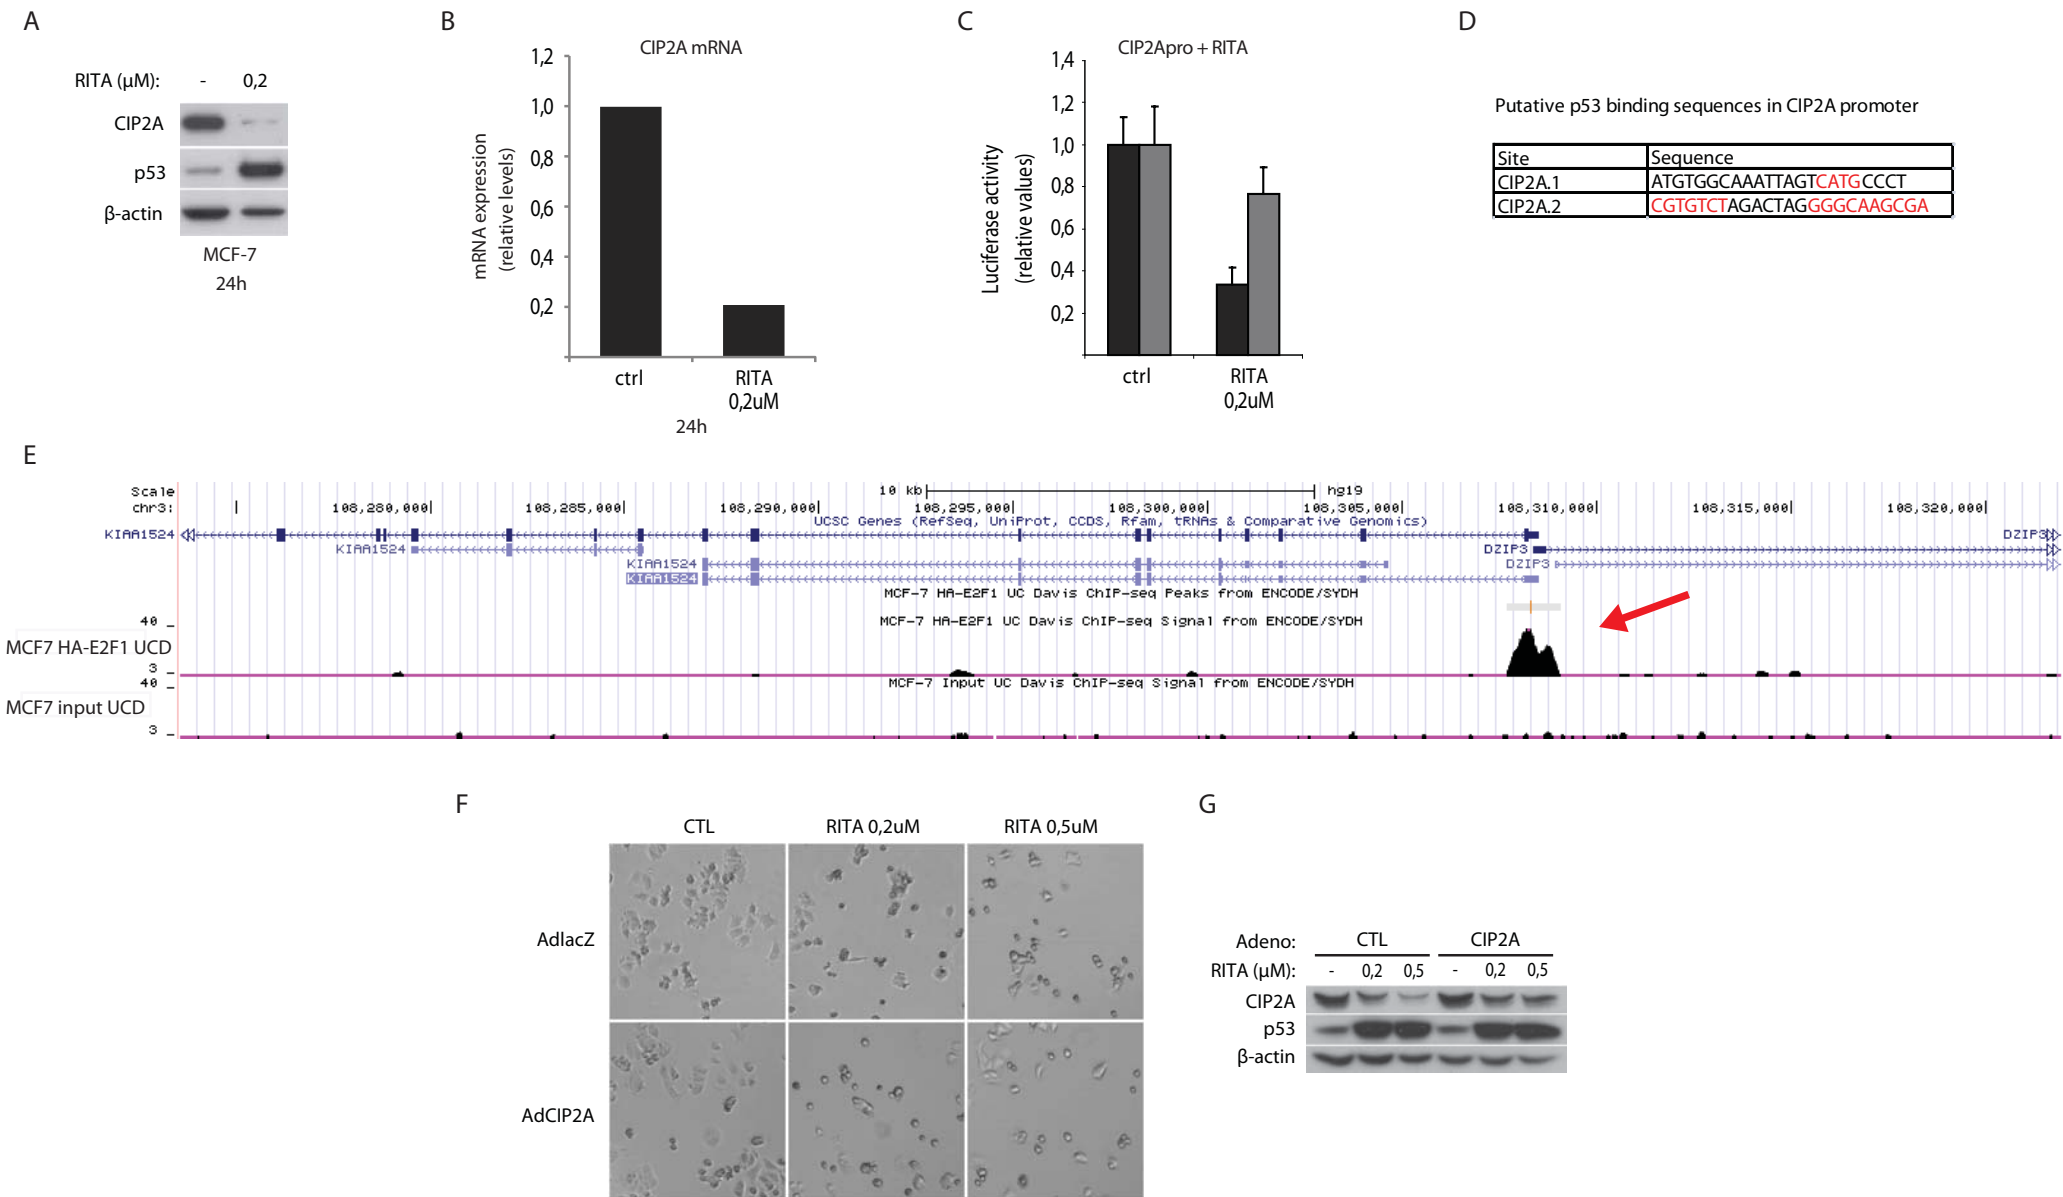 A
RITA (μM): - 0,2
CIP2A
p53
β-actin
MCF-7
24h
B
CIP2A mRNA
mRNA expression
(relative levels)
1,2
1,0
0,8
0,6
0,4
0,2
ctrl
RITA
0,2uM
24h
C
CIP2Apro + RITA
Luciferase activity
(relative values)
1,4
1,2
1,0
0,8
0,6
0,4
0,2
ctrl
RITA
0,2uM
D
Putative p53 binding sequences in CIP2A promoter
Site Sequence
CIP2A.1 ATGTGGCAAATTAGTCATGCCCT
CIP2A.2 CGTGTCTAGACTAGGGGCAAGCGA
E
Scale 10 kb hg19
chr3: 108,280,000 108,285,000 108,290,000 108,295,000 108,300,000 108,305,000 108,310,000 108,315,000 108,320,000
UCSC Genes (RefSeq, UniProt, CCDS, Rfam, tRNAs & Comparative Genomics)
KIAA1524 DZIP3
KIAA1524 DZIP3
KIAA1524 DZIP3
KIAA1524
MCF-7 HA-E2F1 UC Davis ChIP-seq Peaks from ENCODE/SYDH
MCF-7 HA-E2F1 UC Davis ChIP-seq Signal from ENCODE/SYDH
40
MCF7 HA-E2F1 UCD
3
MCF-7 Input UC Davis ChIP-seq Signal from ENCODE/SYDH
40
MCF7 input UCD
3
F
CTL RITA 0,2uM RITA 0,5uM
AdlacZ
AdCIP2A
G
Adeno: CTL CIP2A
RITA (μM): - 0,2 0,5 - 0,2 0,5
CIP2A
p53
β-actin